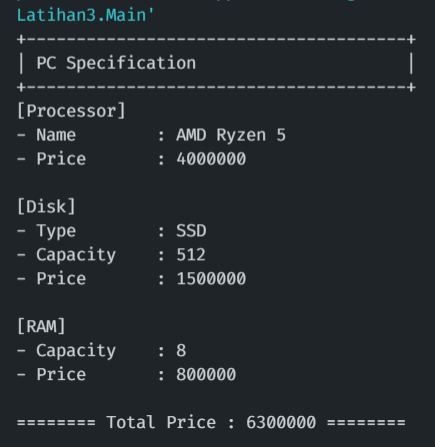 Latihan3.Main'
+---------------------------------------+
| PC Specification                      |
+---------------------------------------+
[Processor]
- Name        : AMD Ryzen 5
- Price       : 4000000
[Disk]
- Type        : SSD
- Capacity    : 512
- Price       : 1500000
[RAM]
- Capacity    : 8
- Price       : 800000
======== Total Price : 6300000 ========